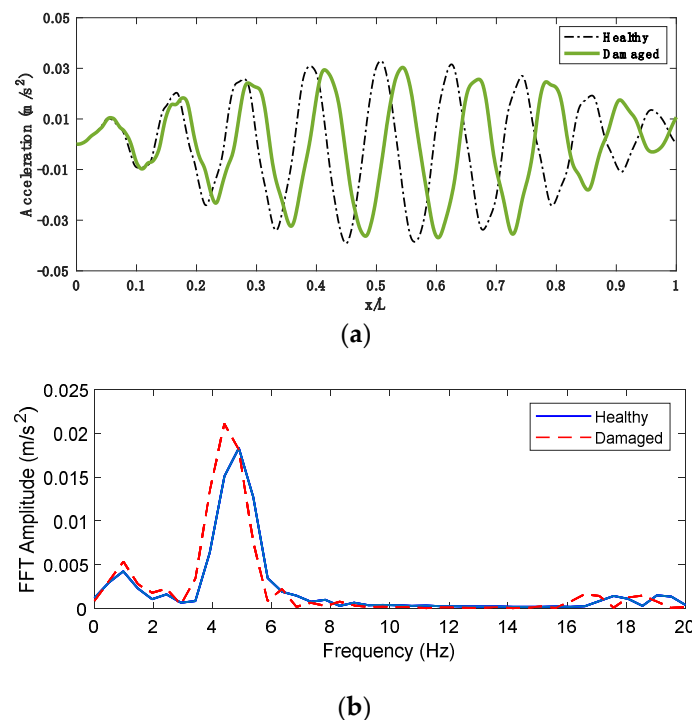 0.05
0.03
0.01
-0.01
-0.03
-0.05
Acceleration (m/s²)
Healthy
Damaged
0 0.1 0.2 0.3 0.4 0.5 0.6 0.7 0.8 0.9 1
x/L
(a)
0.025
0.02
0.015
0.01
0.005
0
FFT Amplitude (m/s²)
Healthy
Damaged
0 2 4 6 8 10 12 14 16 18 20
Frequency (Hz)
(b)